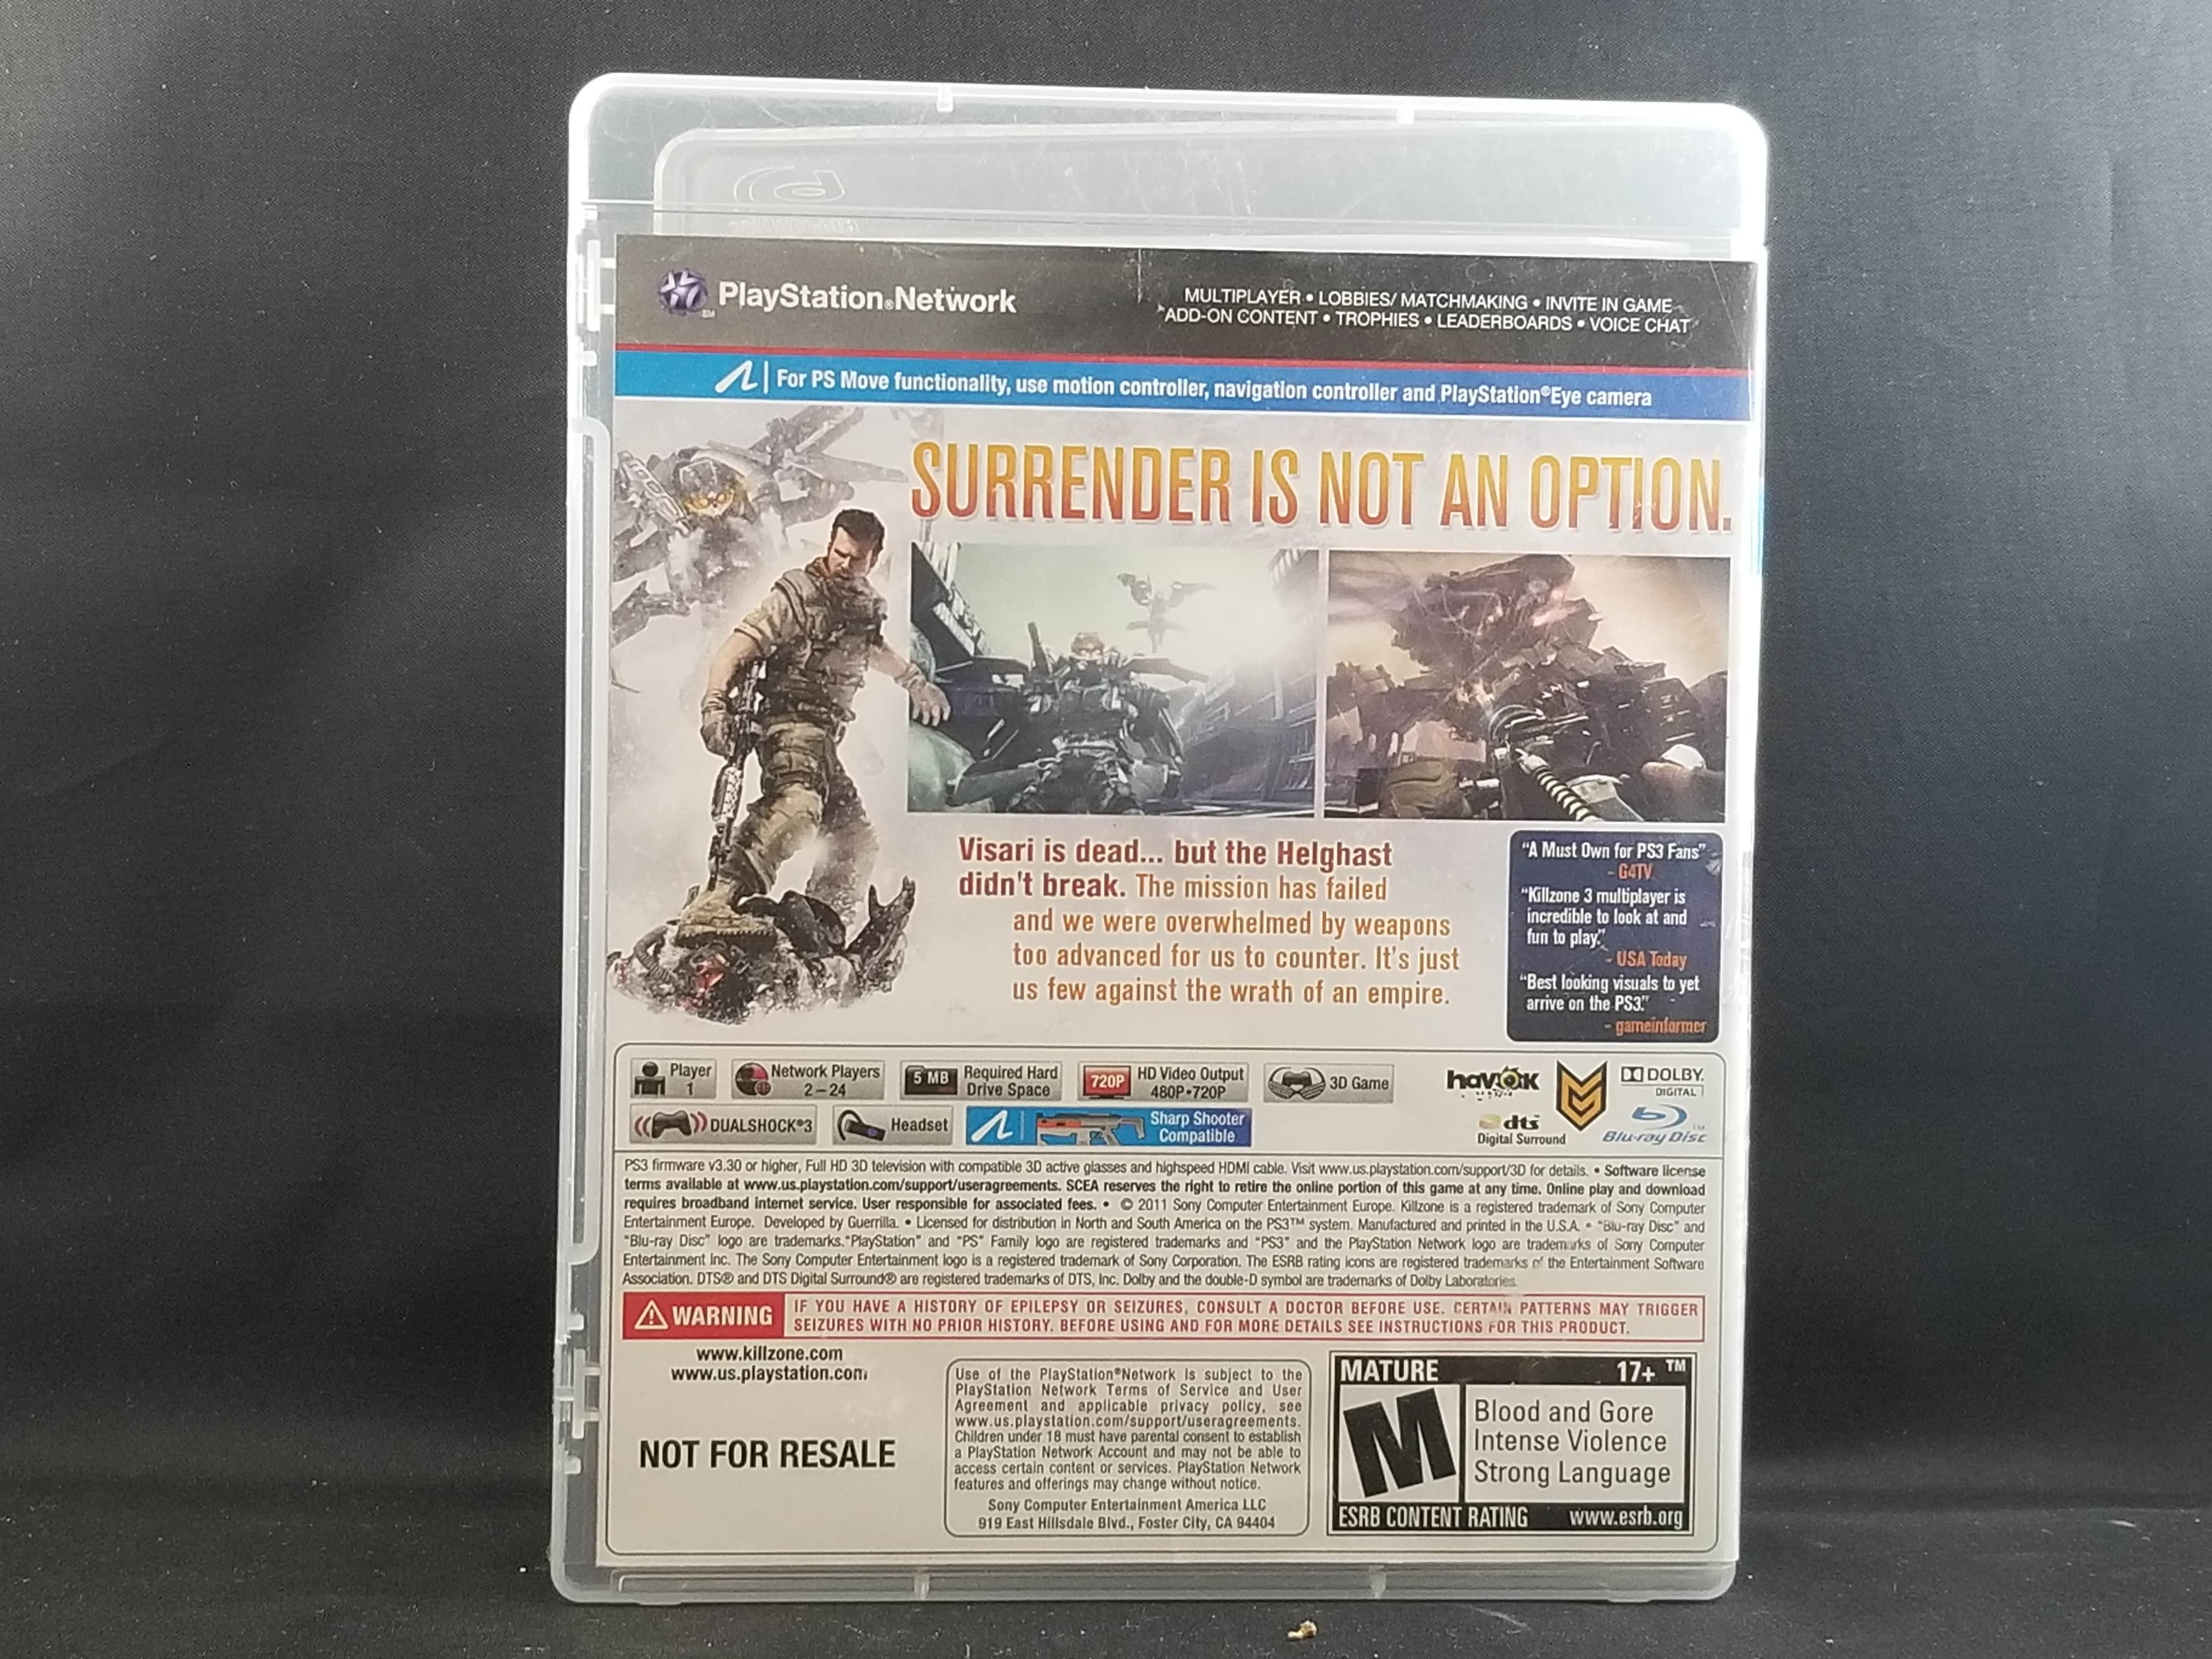 PlayStation®Network
SM
MULTIPLAYER • LOBBIES/ MATCHMAKING • INVITE IN GAME
ADD-ON CONTENT • TROPHIES • LEADERBOARDS • VOICE CHAT
For PS Move functionality, use motion controller, navigation controller and PlayStation®Eye camera
SURRENDER IS NOT AN OPTION.
Visari is dead... but the Helghast
didn't break. The mission has failed
and we were overwhelmed by weapons
too advanced for us to counter. It's just
us few against the wrath of an empire.
"A Must Own for PS3 Fans"
- G4TV
"Killzone 3 multiplayer is
incredible to look at and
fun to play."
- USA Today
"Best looking visuals to yet
arrive on the PS3."
- gameinformer
Player
1
Network Players
2–24
5 MB
Required Hard
Drive Space
720P
HD Video Output
480P•720P
3D Game
havok
DOLBY
DIGITAL
DUALSHOCK®3
Headset
Sharp Shooter
Compatible
dts
Digital Surround
Blu-ray Disc
TM
PS3 firmware v3.30 or higher, Full HD 3D television with compatible 3D active glasses and highspeed HDMI cable. Visit www.us.playstation.com/support/3D for details. • Software license
terms available at www.us.playstation.com/support/useragreements. SCEA reserves the right to retire the online portion of this game at any time. Online play and download
requires broadband internet service. User responsible for associated fees. • © 2011 Sony Computer Entertainment Europe. Killzone is a registered trademark of Sony Computer
Entertainment Europe. Developed by Guerrilla. • Licensed for distribution in North and South America on the PS3™ system. Manufactured and printed in the U.S.A. • "Blu-ray Disc" and
"Blu-ray Disc" logo are trademarks."PlayStation" and "PS" Family logo are registered trademarks and "PS3" and the PlayStation Network logo are trademarks of Sony Computer
Entertainment Inc. The Sony Computer Entertainment logo is a registered trademark of Sony Corporation. The ESRB rating icons are registered trademarks of the Entertainment Software
Association. DTS® and DTS Digital Surround® are registered trademarks of DTS, Inc. Dolby and the double-D symbol are trademarks of Dolby Laboratories.
WARNING
IF YOU HAVE A HISTORY OF EPILEPSY OR SEIZURES, CONSULT A DOCTOR BEFORE USE. CERTAIN PATTERNS MAY TRIGGER
SEIZURES WITH NO PRIOR HISTORY. BEFORE USING AND FOR MORE DETAILS SEE INSTRUCTIONS FOR THIS PRODUCT.
www.killzone.com
www.us.playstation.com
NOT FOR RESALE
Use of the PlayStation®Network is subject to the
PlayStation Network Terms of Service and User
Agreement and applicable privacy policy, see
www.us.playstation.com/support/useragreements.
Children under 18 must have parental consent to establish
a PlayStation Network Account and may not be able to
access certain content or services. PlayStation Network
features and offerings may change without notice.
Sony Computer Entertainment America LLC
919 East Hillsdale Blvd., Foster City, CA 94404
MATURE 17+ ™
M
Blood and Gore
Intense Violence
Strong Language
ESRB CONTENT RATING www.esrb.org